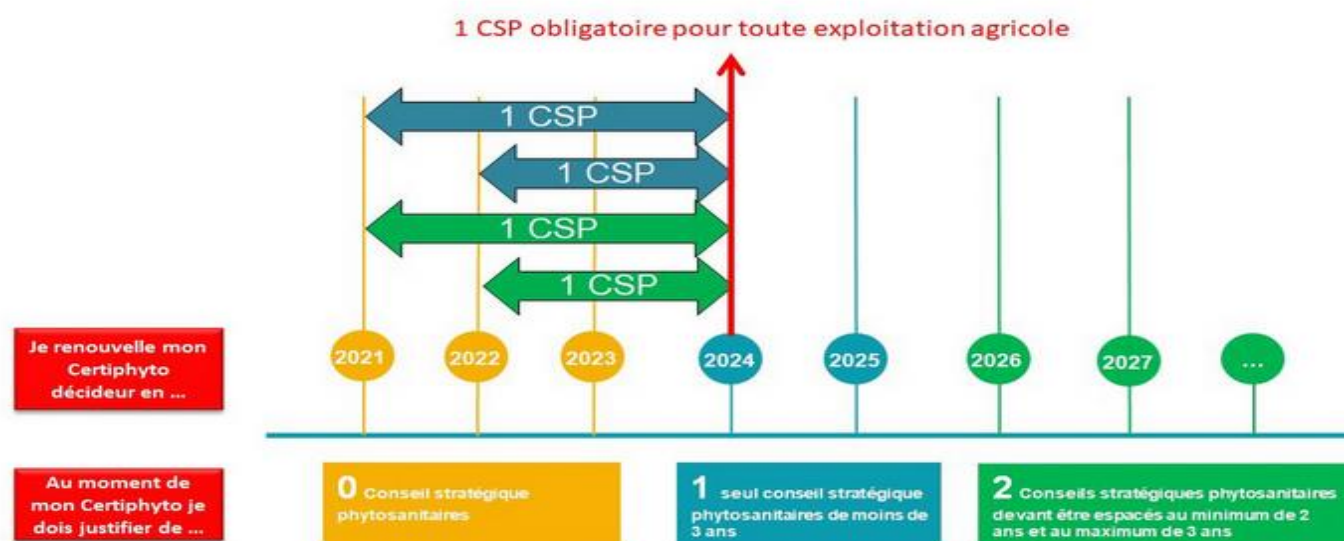 1 CSP obligatoire pour toute exploitation agricole
1 CSP
1 CSP
1 CSP
1 CSP
Je renouvelle mon
Certiphyto
décideur en ...
2021
2022
2023
2024
2025
2026
2027
...
Au moment de
mon Certiphyto je
dois justifier de ...
0 Conseil stratégique
phytosanitaires
1 seul conseil stratégique
phytosanitaires de moins de
3 ans
2 Conseils stratégiques phytosanitaires
devant être espacés au minimum de 2
ans et au maximum de 3 ans